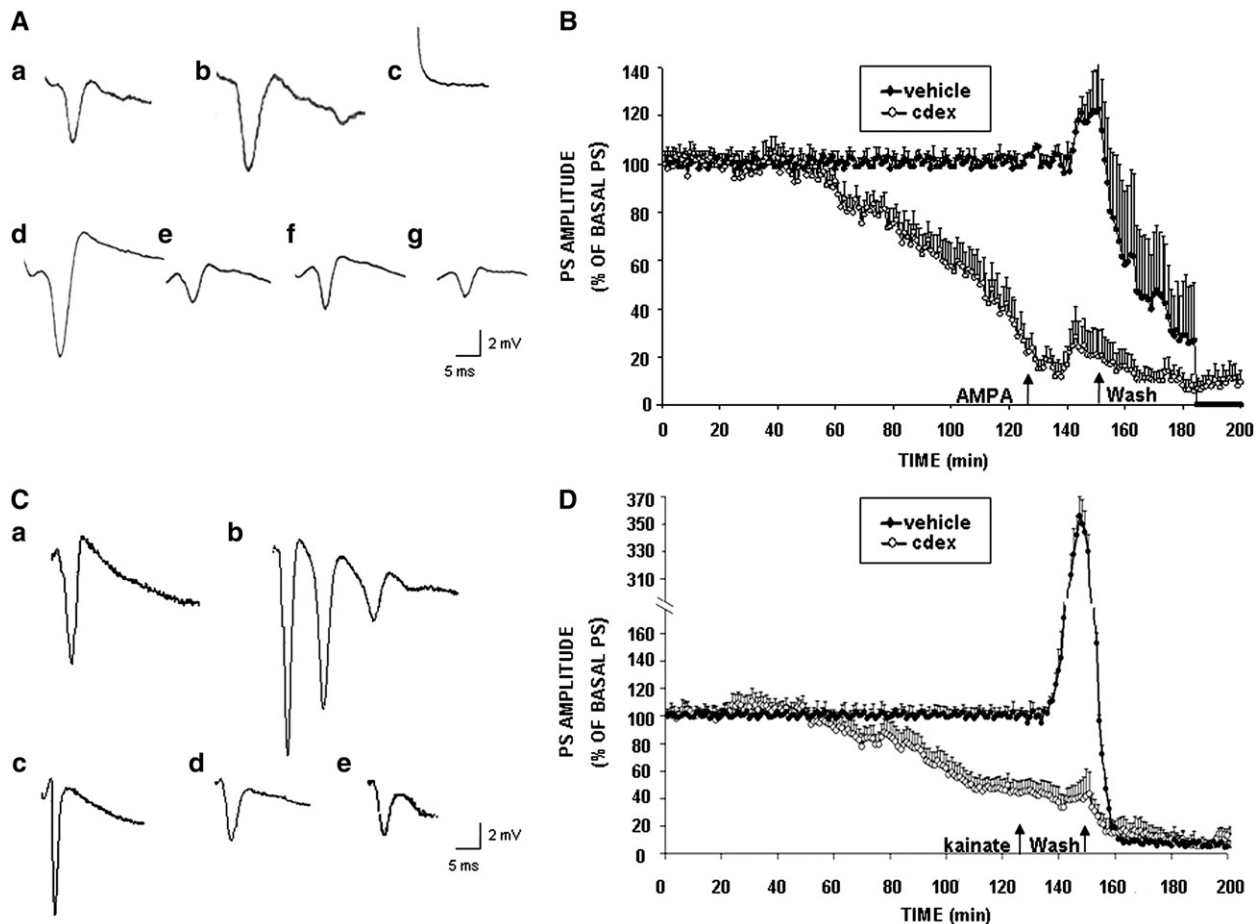 A
a
b
c
d
e
f
g
2 mV
5 ms
B
vehicle
cdex
PS AMPLITUDE
(% OF BASAL PS)
140
120
100
80
60
40
20
0
AMPA
Wash
0 20 40 60 80 100 120 140 160 180 200
TIME (min)
C
a
b
c
d
e
2 mV
5 ms
D
vehicle
cdex
PS AMPLITUDE
(% OF BASAL PS)
370
350
330
310
160
140
120
100
80
60
40
20
0
kainate
Wash
0 20 40 60 80 100 120 140 160 180 200
TIME (min)